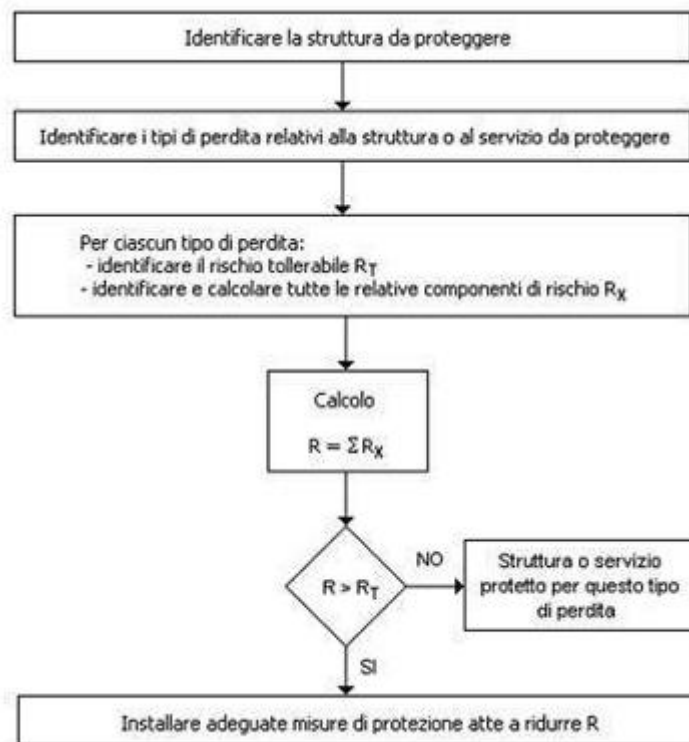 Identificare la struttura da proteggere
Identificare i tipi di perdita relativi alla struttura o al servizio da proteggere
Per ciascun tipo di perdita:
- identificare il rischio tollerabile RT
- identificare e calcolare tutte le relative componenti di rischio RX
Calcolo
R = ΣRX
R > RT
NO
Struttura o servizio
protetto per questo tipo
di perdita
SI
Installare adeguate misure di protezione atte a ridurre R